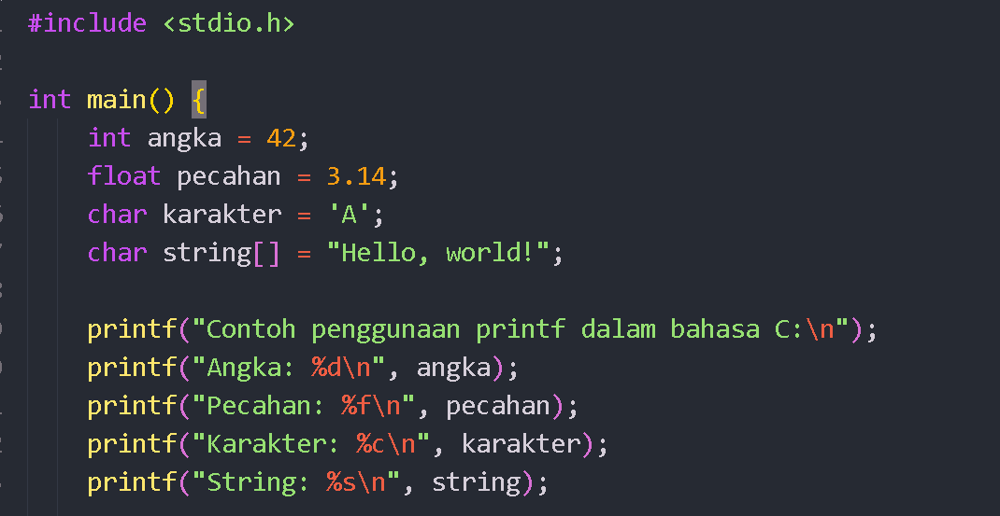 #include <stdio.h>
int main() {
    int angka = 42;
    float pecahan = 3.14;
    char karakter = 'A';
    char string[] = "Hello, world!";
    printf("Contoh penggunaan printf dalam bahasa C:\n");
    printf("Angka: %d\n", angka);
    printf("Pecahan: %f\n", pecahan);
    printf("Karakter: %c\n", karakter);
    printf("String: %s\n", string);